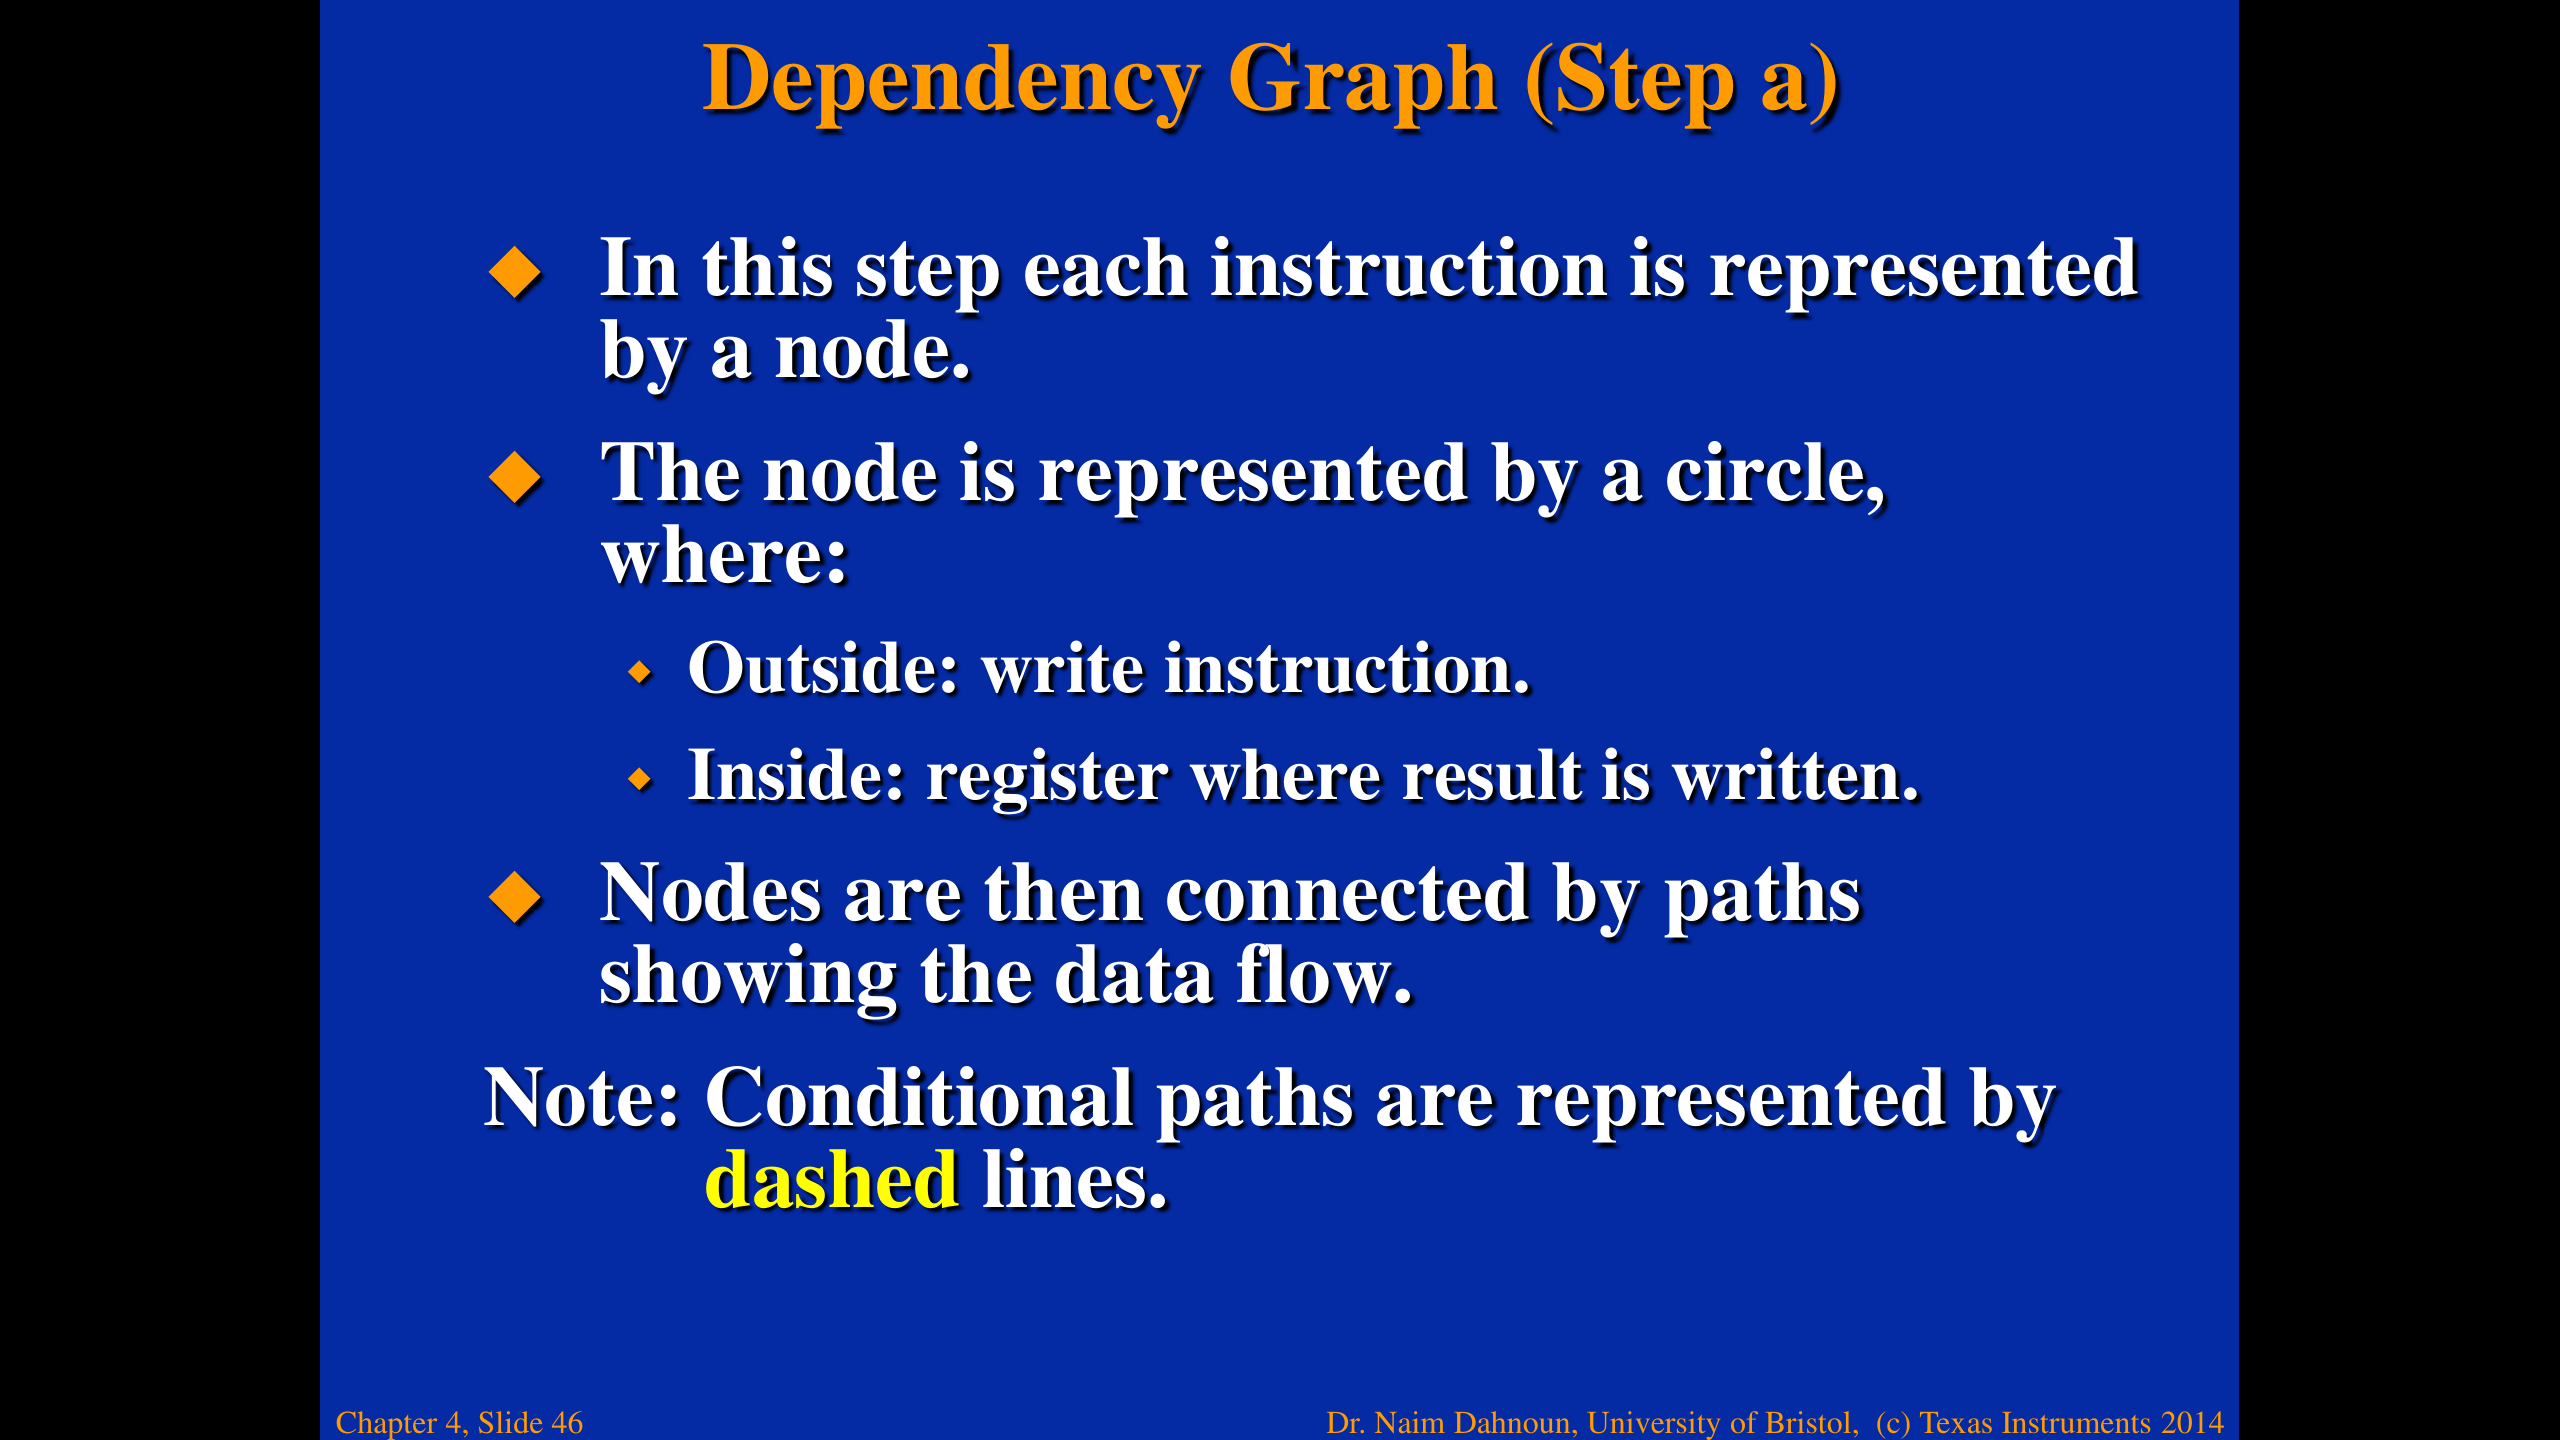 Dependency Graph (Step a)
In this step each instruction is represented
by a node.
The node is represented by a circle,
where:
Outside: write instruction.
Inside: register where result is written.
Nodes are then connected by paths
showing the data flow.
Note: Conditional paths are represented by
dashed lines.
Chapter 4, Slide 46
Dr. Naim Dahnoun, University of Bristol, (c) Texas Instruments 2014